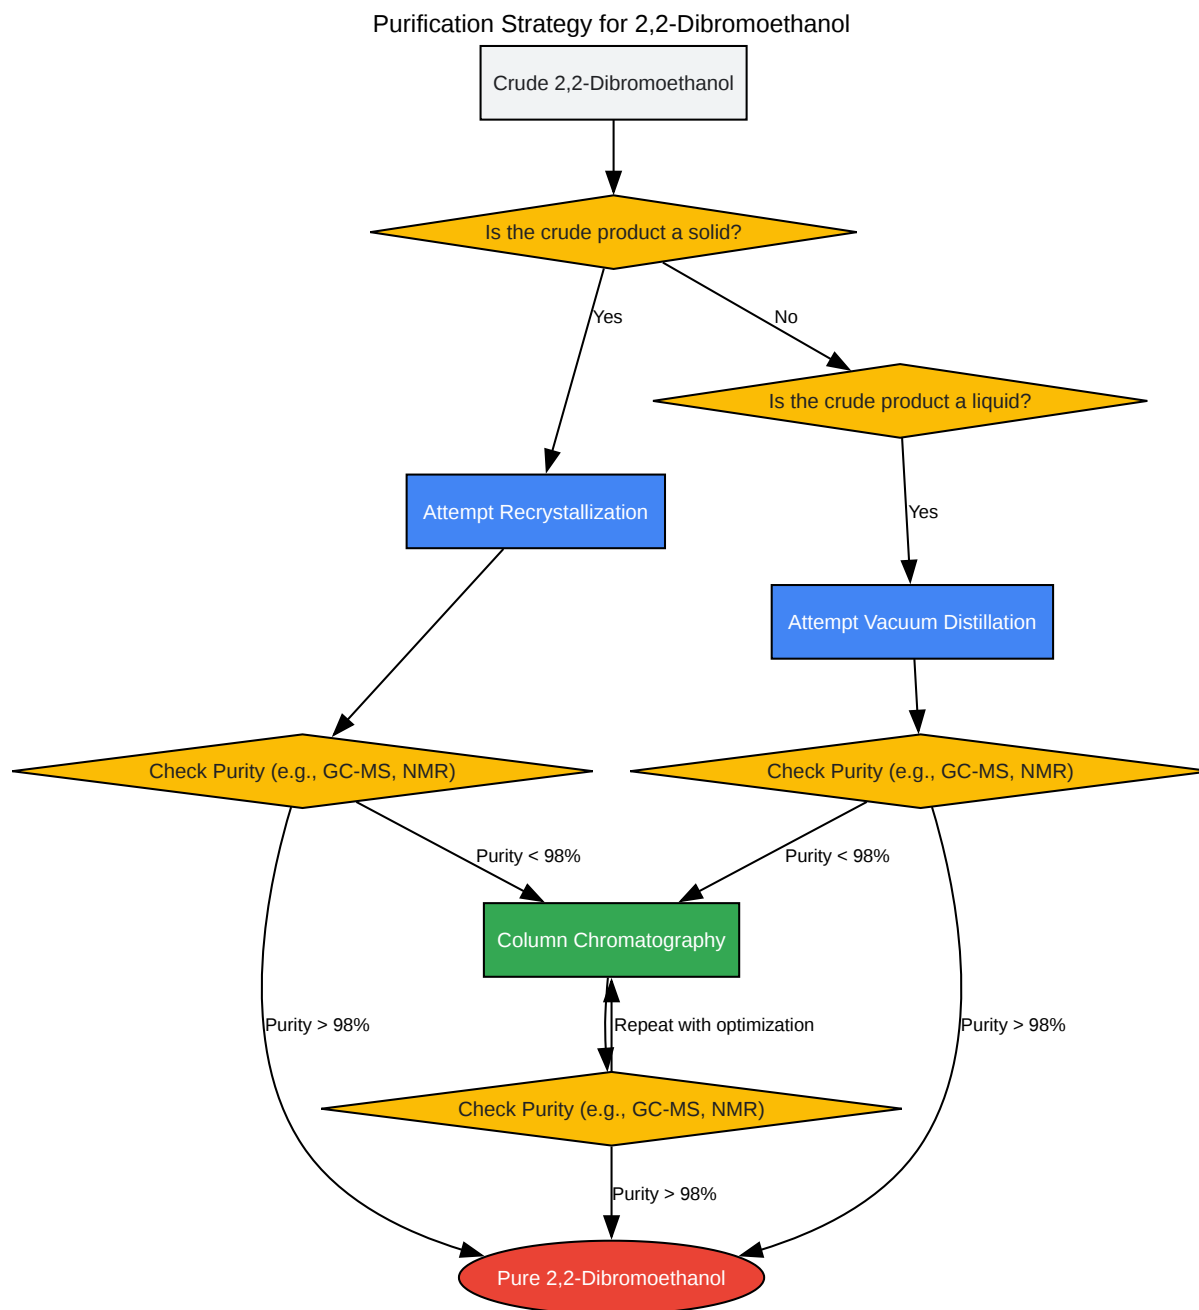 Purification Strategy for 2,2-Dibromoethanol
Crude 2,2-Dibromoethanol
Is the crude product a solid?
Yes
No
Is the crude product a liquid?
Attempt Recrystallization
Yes
Attempt Vacuum Distillation
Check Purity (e.g., GC-MS, NMR)
Check Purity (e.g., GC-MS, NMR)
Purity < 98%
Purity < 98%
Column Chromatography
Purity > 98%
Repeat with optimization
Purity > 98%
Check Purity (e.g., GC-MS, NMR)
Purity > 98%
Pure 2,2-Dibromoethanol